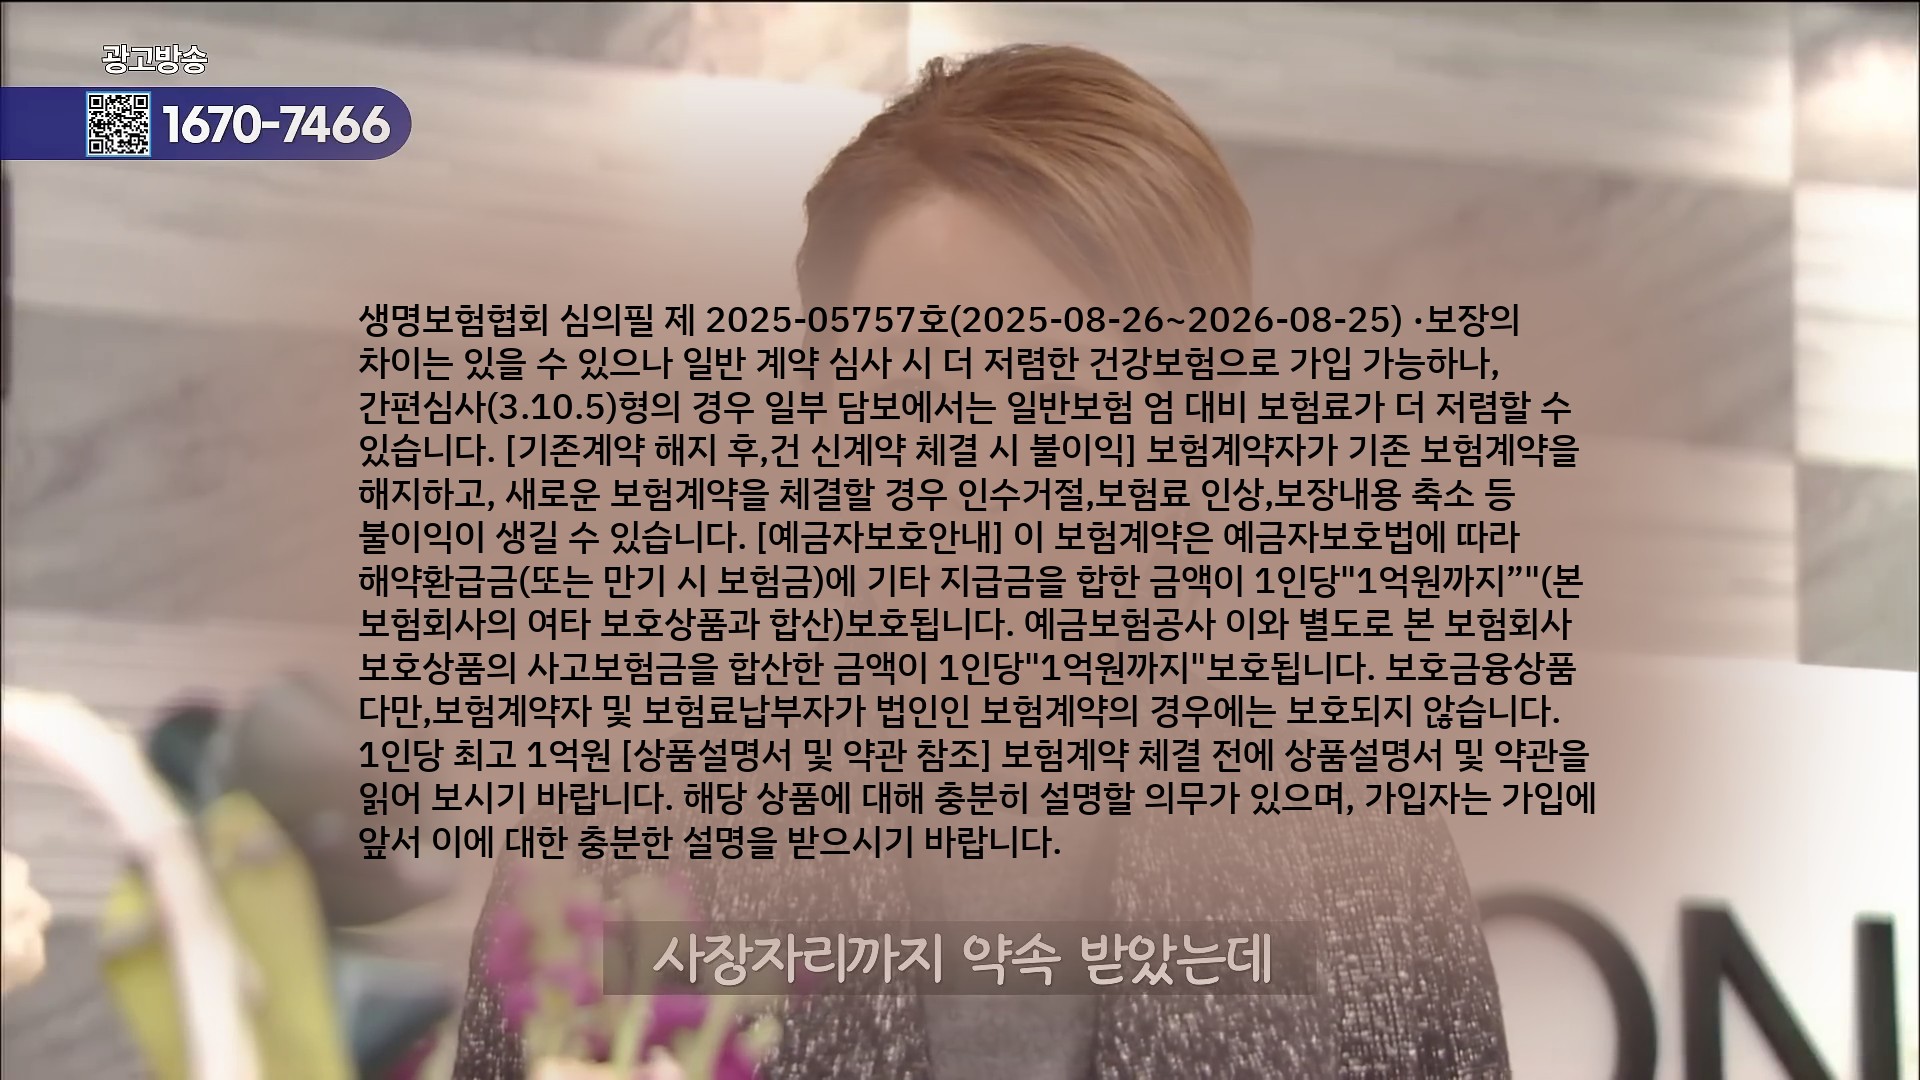 광고방송
1670-7466
생명보험협회 심의필 제 2025-05757호(2025-08-26~2026-08-25) ·보장의
차이는 있을 수 있으나 일반 계약 심사 시 더 저렴한 건강보험으로 가입 가능하나,
간편심사(3.10.5)형의 경우 일부 담보에서는 일반보험 엄 대비 보험료가 더 저렴할 수
있습니다. [기존계약 해지 후,건 신계약 체결 시 불이익] 보험계약자가 기존 보험계약을
해지하고, 새로운 보험계약을 체결할 경우 인수거절,보험료 인상,보장내용 축소 등
불이익이 생길 수 있습니다. [예금자보호안내] 이 보험계약은 예금자보호법에 따라
해약환급금(또는 만기 시 보험금)에 기타 지급금을 합한 금액이 1인당"1억원까지”"(본
보험회사의 여타 보호상품과 합산)보호됩니다. 예금보험공사 이와 별도로 본 보험회사
보호상품의 사고보험금을 합산한 금액이 1인당"1억원까지"보호됩니다. 보호금융상품
다만,보험계약자 및 보험료납부자가 법인인 보험계약의 경우에는 보호되지 않습니다.
1인당 최고 1억원 [상품설명서 및 약관 참조] 보험계약 체결 전에 상품설명서 및 약관을
읽어 보시기 바랍니다. 해당 상품에 대해 충분히 설명할 의무가 있으며, 가입자는 가입에
앞서 이에 대한 충분한 설명을 받으시기 바랍니다.
사장자리까지 약속 받았는데
ON